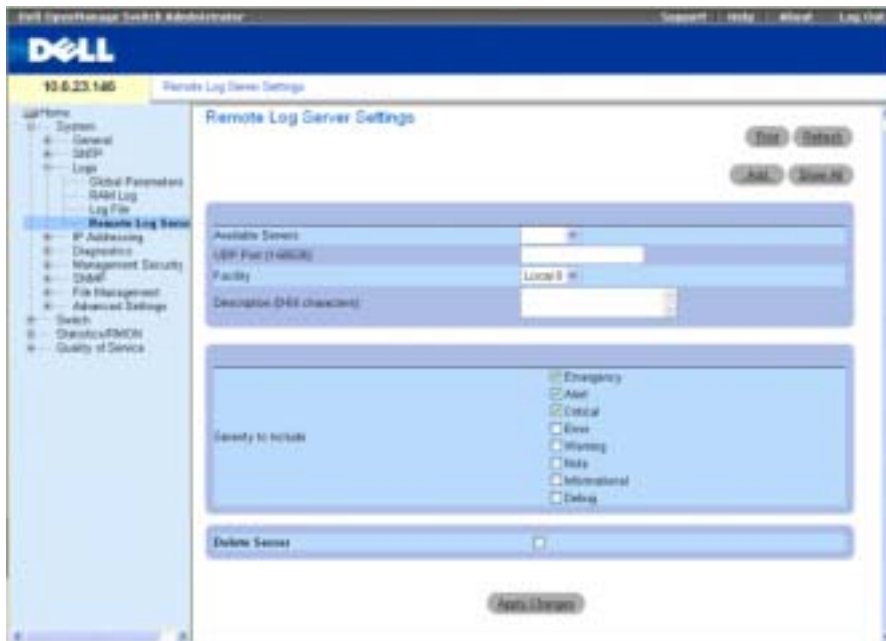 Dell OpenManage Switch Administrator
Support Help About Log Out
DELL
10.6.23.146
Remote Log Server Settings
Home
System
General
SNTP
Logs
Global Parameters
RAM Log
Log File
Remote Log Serve
IP Addressing
Diagnostics
Management Security
SNMP
File Management
Advanced Settings
Switch
Statistics/RMON
Quality of Service
Remote Log Server Settings
Print Refresh
Add Show All
Available Servers
UDP Port
Facility Local 0
Description (0-64 characters)
Severity to Include
Emergency
Alert
Critical
Error
Warning
Note
Informational
Debug
Delete Server
Apply Changes